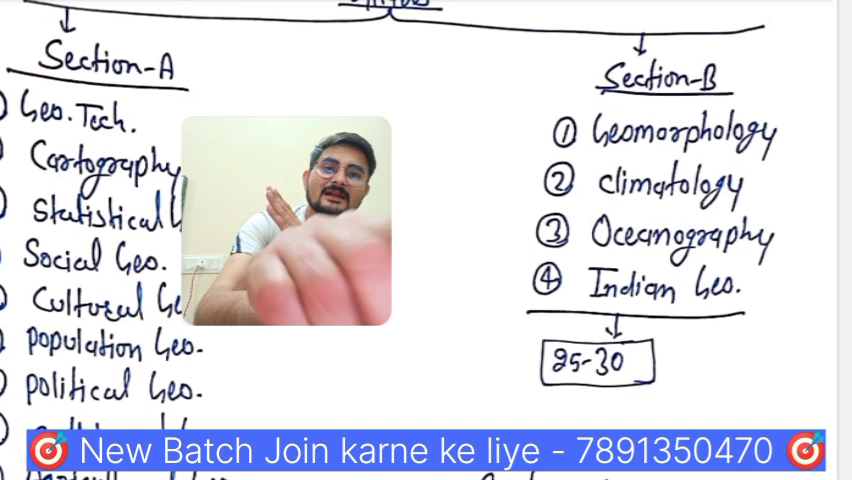 Section-A
Geo. Tech.
Cartography
Statistical
Social Geo.
Cultural Ge
Population Geo.
Political Geo.
Section-B
① Geomorphology
② Climatology
③ Oceanography
④ Indian Geo.
25-30
🎯 New Batch Join karne ke liye - 7891350470 🎯